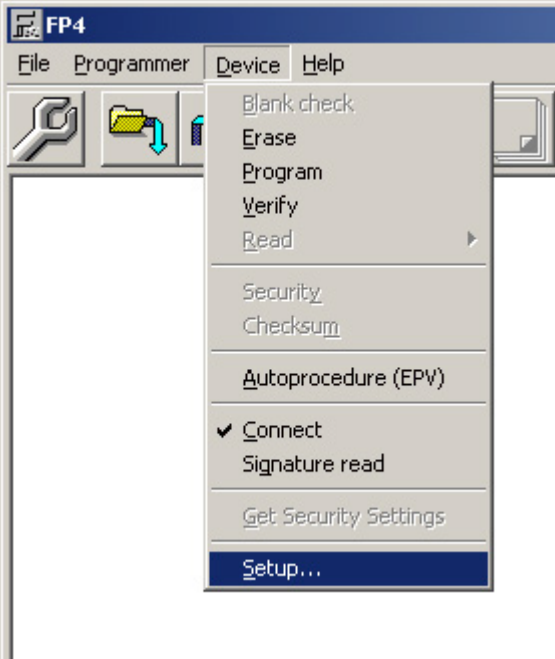 FP4
File Programmer Device Help
Blank check
Erase
Program
Verify
Read
Security
Checksum
Autoprocedure (EPV)
Connect
Signature read
Get Security Settings
Setup...